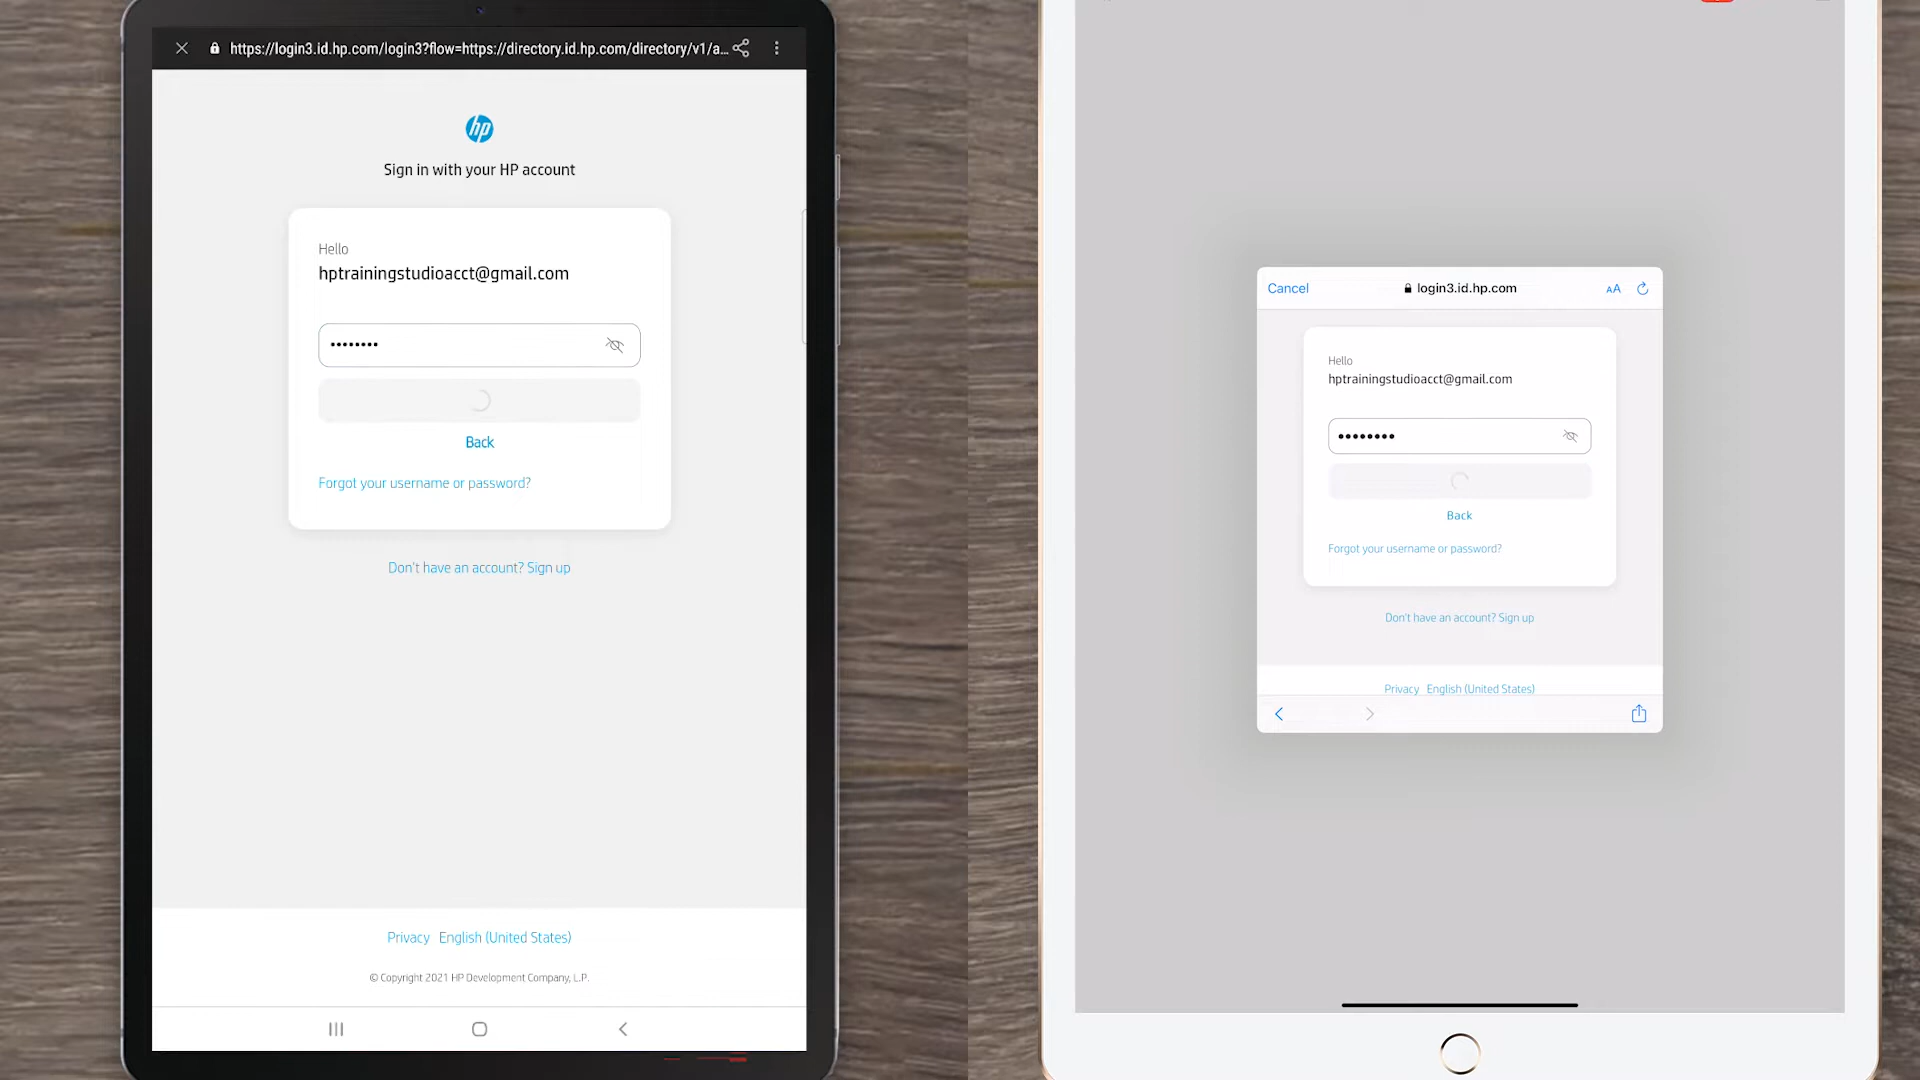 https://login3.id.hp.com/login3?flow=https://directory.id.hp.com/directory/v1/a...
hp
Sign in with your HP account
Hello
hptrainingstudioacct@gmail.com
••••••••
Back
Forgot your username or password?
Don't have an account? Sign up
Privacy English (United States)
© Copyright 2021 HP Development Company, L.P.
Cancel login3.id.hp.com AA
Hello
hptrainingstudioacct@gmail.com
••••••••
Back
Forgot your username or password?
Don't have an account? Sign up
Privacy English (United States)